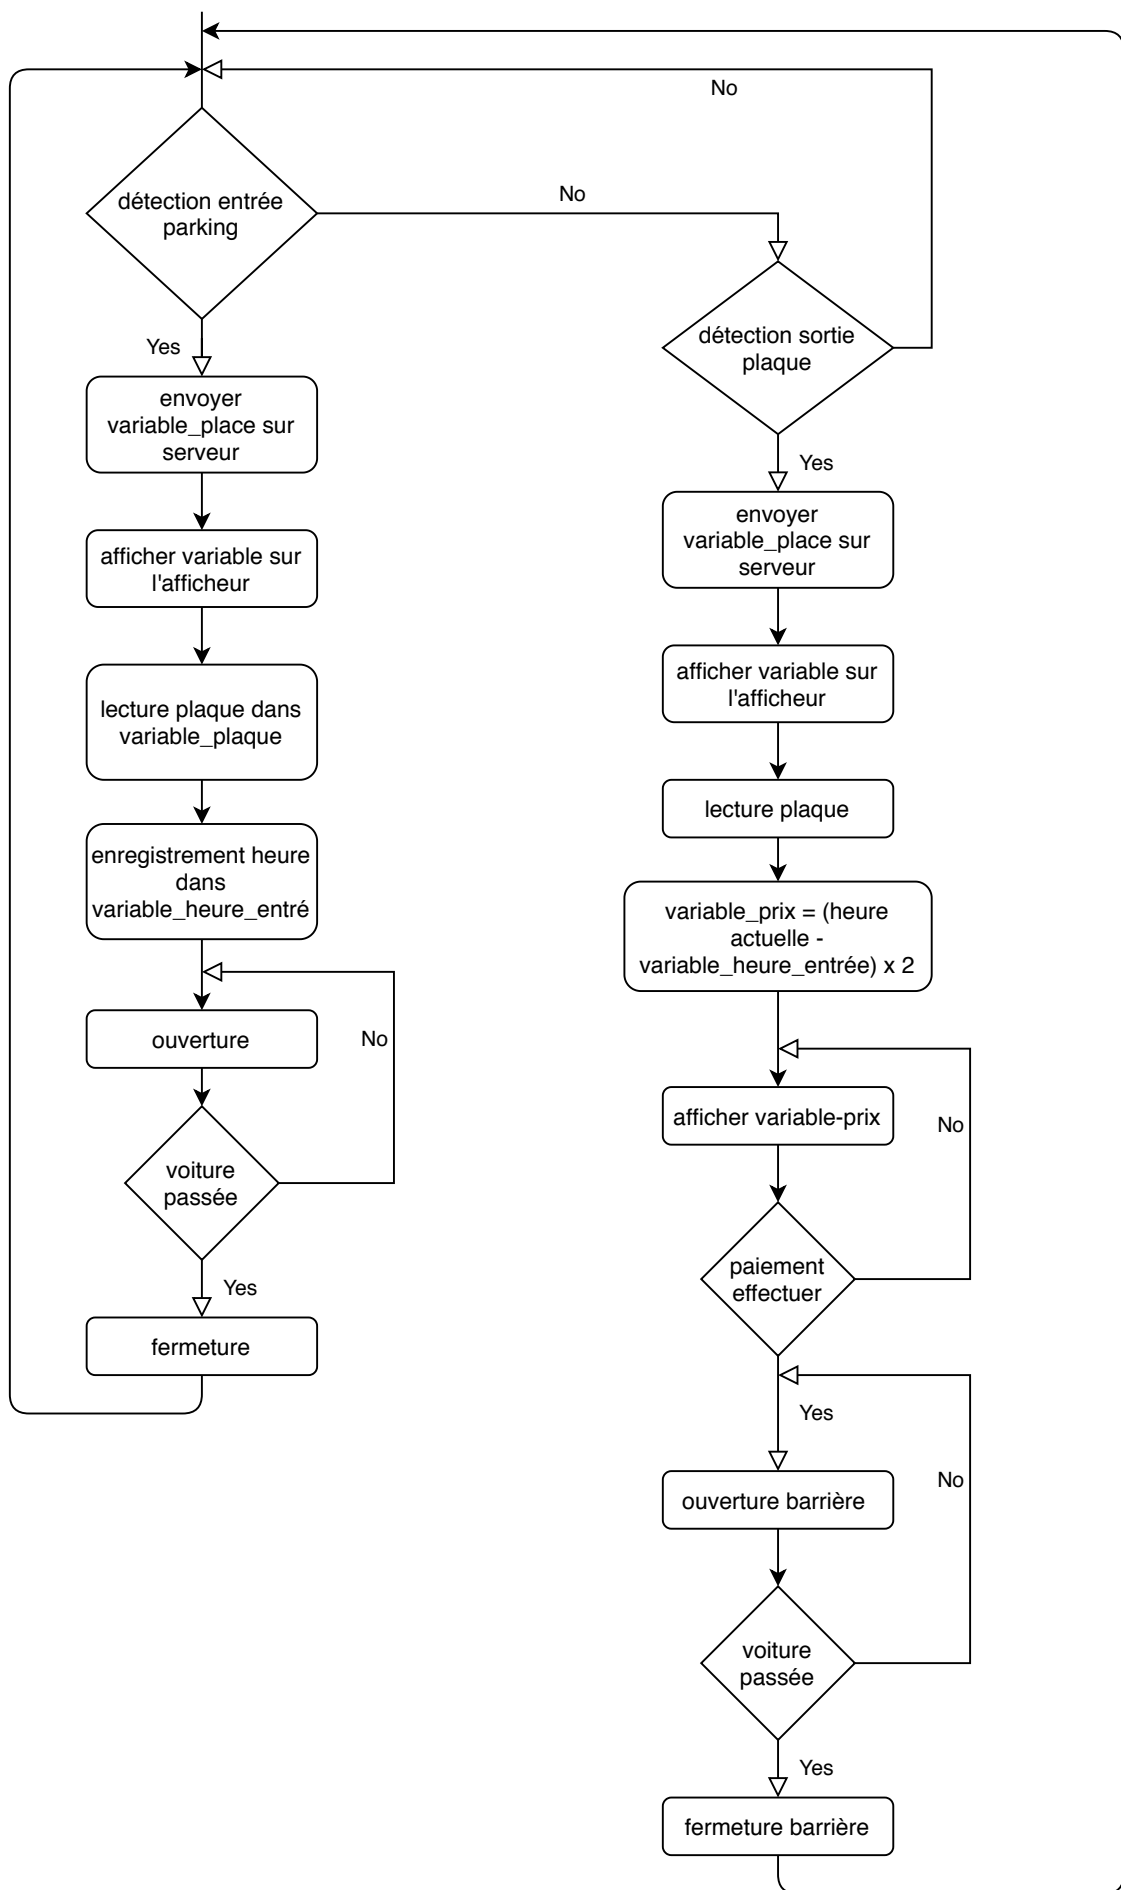 No
détection entrée
parking
No
Yes
détection sortie
plaque
envoyer
variable_place sur
serveur
Yes
afficher variable sur
l'afficheur
envoyer
variable_place sur
serveur
lecture plaque dans
variable_plaque
afficher variable sur
l'afficheur
enregistrement heure
dans
variable_heure_entré
lecture plaque
variable_prix = (heure
actuelle -
variable_heure_entrée) x 2
ouverture
No
afficher variable-prix
No
voiture
passée
Yes
paiement
effectuer
fermeture
Yes
No
ouverture barrière
voiture
passée
Yes
fermeture barrière